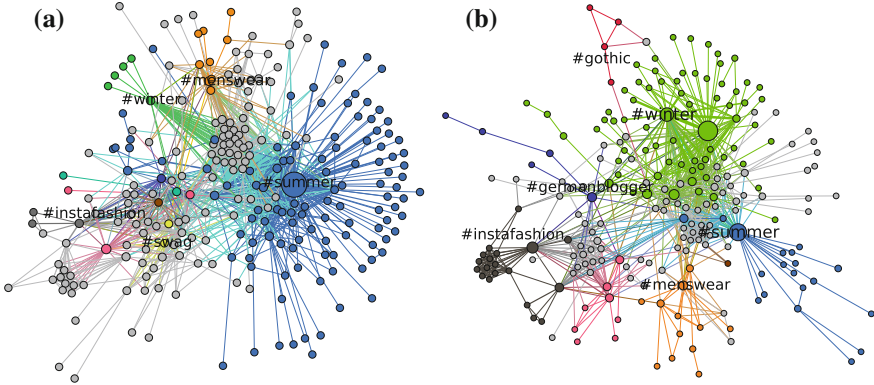 (a)
#menswear
#winter
#summer
#instafashion
#swag
(b)
#gothic
#winter
#germanblogger
#instafashion
#summer
#menswear